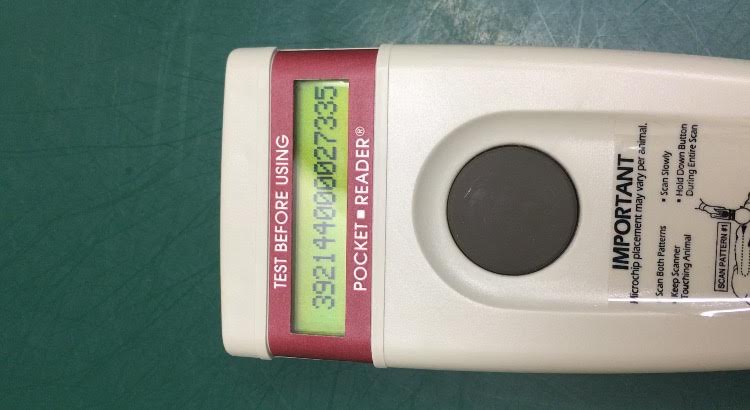 TEST BEFORE USING
392144000027335
POCKET ■ READER®
IMPORTANT
Microchip placement may vary per animal.
Scan Both Patterns • Scan Slowly
• Keep Scanner • Hold Down Button
Touching Animal During Entire Scan
SCAN PATTERN #1